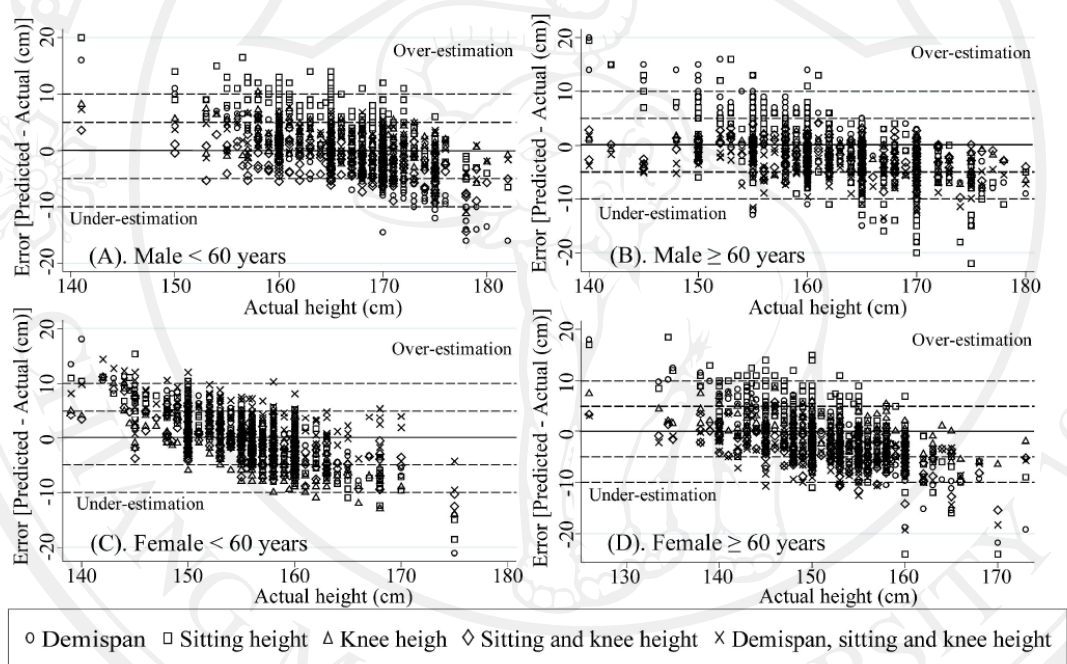 Error [Predicted - Actual (cm)]
20
10
0
-10
-20
Over-estimation
Under-estimation
(A). Male < 60 years
140 150 160 170 180
Actual height (cm)
Error [Predicted - Actual (cm)]
20
10
0
-10
-20
Over-estimation
Under-estimation
(B). Male ≥ 60 years
140 150 160 170 180
Actual height (cm)
Error [Predicted - Actual (cm)]
20
10
0
-10
-20
Over-estimation
Under-estimation
(C). Female < 60 years
140 150 160 170 180
Actual height (cm)
Error [Predicted - Actual (cm)]
20
10
0
-10
-20
Over-estimation
Under-estimation
(D). Female ≥ 60 years
130 140 150 160 170
Actual height (cm)
○ Demispan □ Sitting height △ Knee heigh ◇ Sitting and knee height × Demispan, sitting and knee height